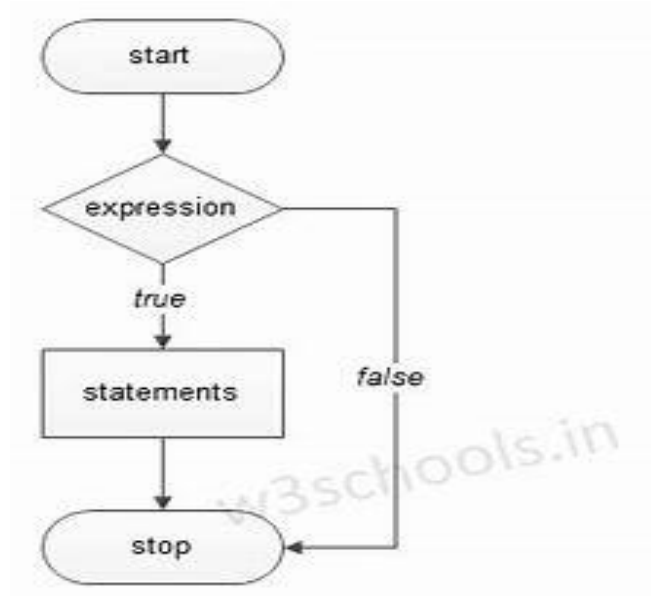 start
expression
true
statements
false
w3schools.in
stop